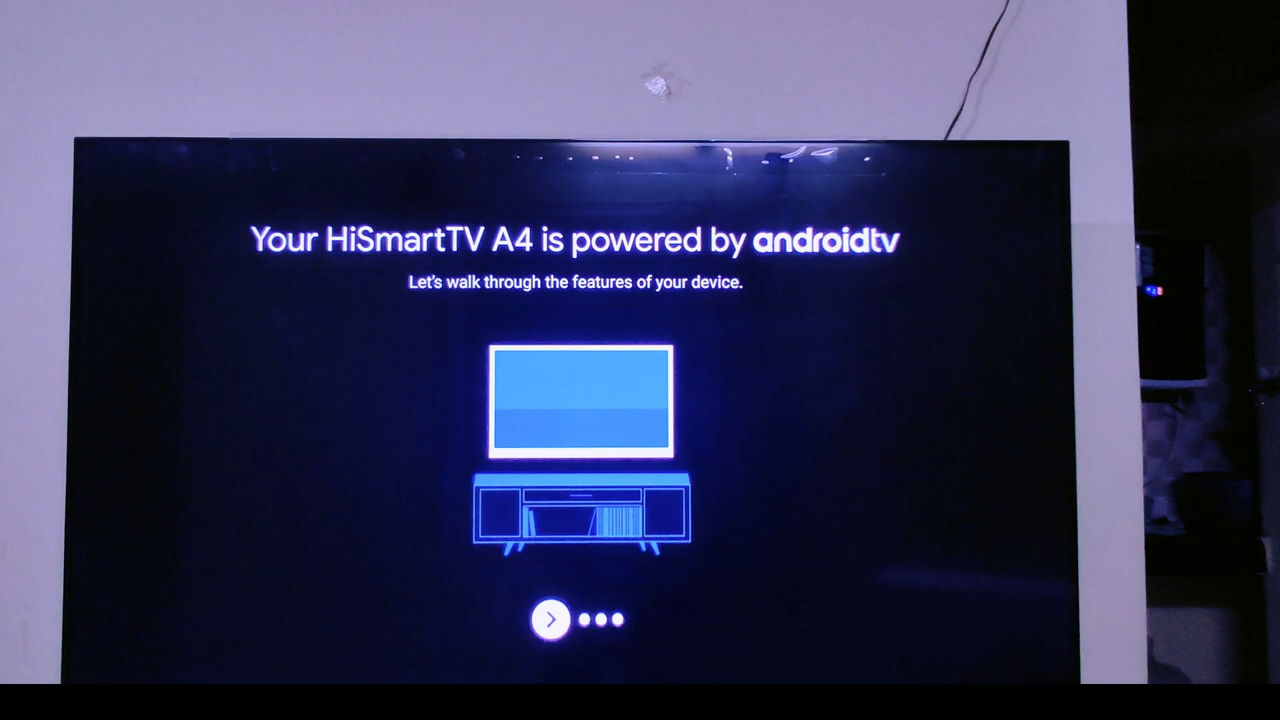 Your HiSmartTV A4 is powered by androidtv
Let's walk through the features of your device.